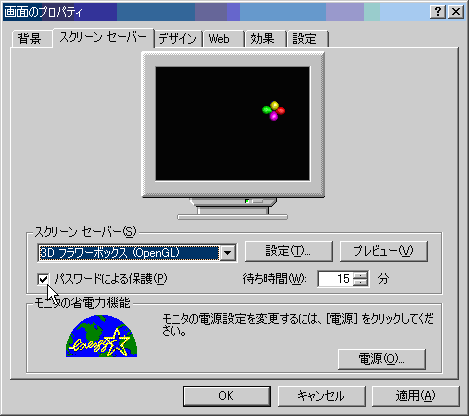 画面のプロパティ
背景 スクリーン セーバー デザイン Web 効果 設定
スクリーン セーバー(S)
3D フラワーボックス (OpenGL) 設定(T)... プレビュー(V)
パスワードによる保護(P) 待ち時間(W): 15 分
モニタの省電力機能
モニタの電源設定を変更するには、[電源] をクリックしてくだ
さい。
energy
電源(O)...
OK キャンセル 適用(A)